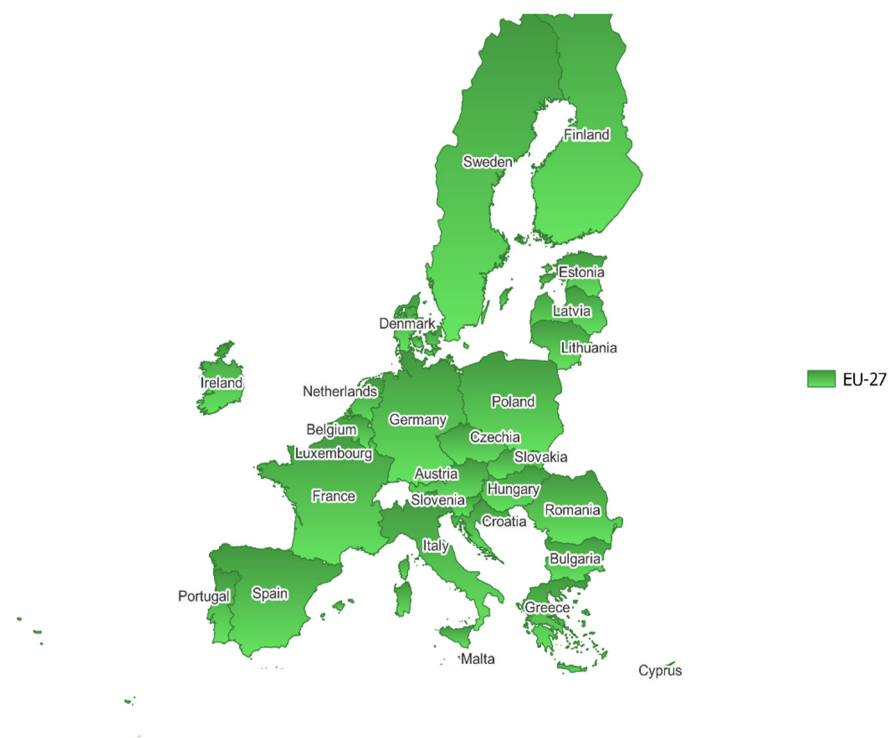 Finland
Sweden
Estonia
Latvia
Denmark
Lithuania
Ireland
EU-27
Netherlands
Poland
Germany
Belgium
Czechia
Luxembourg
Slovakia
Austria
Hungary
France
Slovenia
Romania
Croatia
Italy
Bulgaria
Spain
Portugal
Greece
Malta
Cyprus